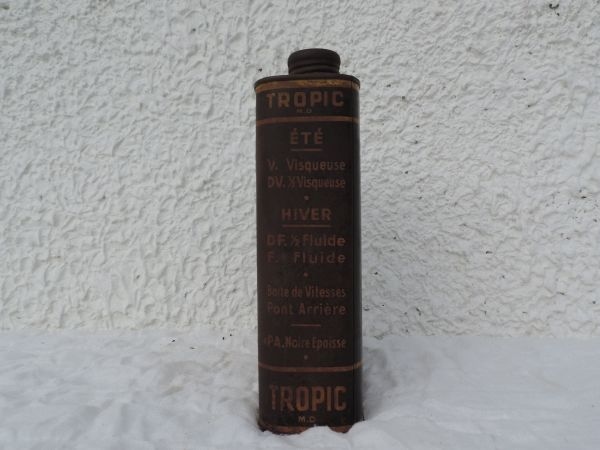 TROPIC
M.D
ÉTÉ
V. Visqueuse
DV. ½ Visqueuse
HIVER
DF. ½ Fluide
F. Fluide
Boite de Vitesses
Pont Arrière
PA. Noire Epaisse
TROPIC
M.D